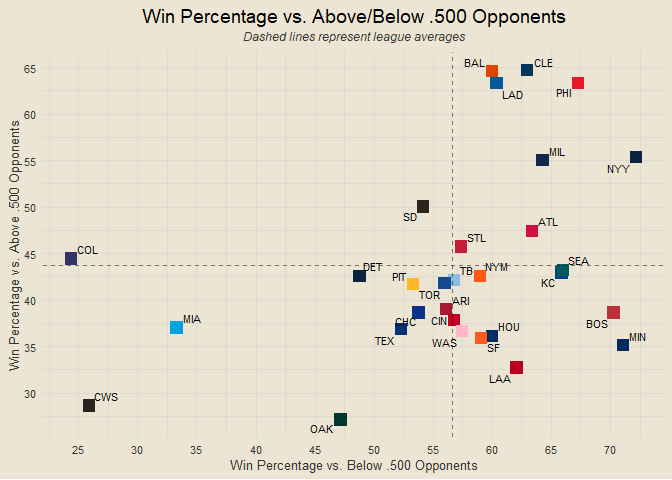 Win Percentage vs. Above/Below .500 Opponents
Dashed lines represent league averages
Win Percentage vs. Above .500 Opponents
65
60
55
50
45
40
35
30
BAL
CLE
LAD
PHI
MIL
NYY
SD
ATL
STL
COL
SEA
DET
TB
NYM
PIT
KC
TOR
ARI
MIA
CHC
CIN
BOS
HOU
TEX
WAS
SF
MIN
LAA
CWS
OAK
25 30 35 40 45 50 55 60 65 70
Win Percentage vs. Below .500 Opponents